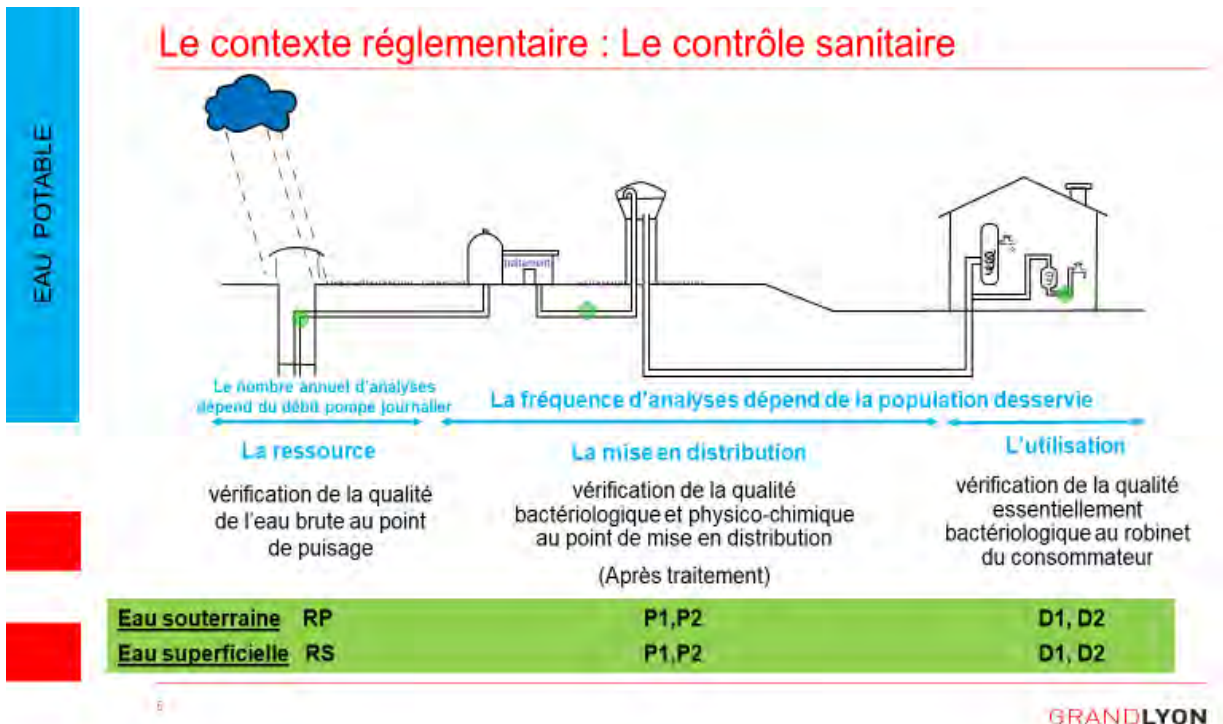 Le contexte réglementaire : Le contrôle sanitaire
EAU POTABLE
traitement
Le nombre annuel d'analyses
dépend du débit pompe journalier
La fréquence d'analyses dépend de la population desservie
La ressource
La mise en distribution
L'utilisation
vérification de la qualité
de l'eau brute au point
de puisage
vérification de la qualité
bactériologique et physico-chimique
au point de mise en distribution
(Après traitement)
vérification de la qualité
essentiellement
bactériologique au robinet
du consommateur
Eau souterraine RP P1,P2 D1, D2
Eau superficielle RS P1,P2 D1, D2
6
GRANDLYON